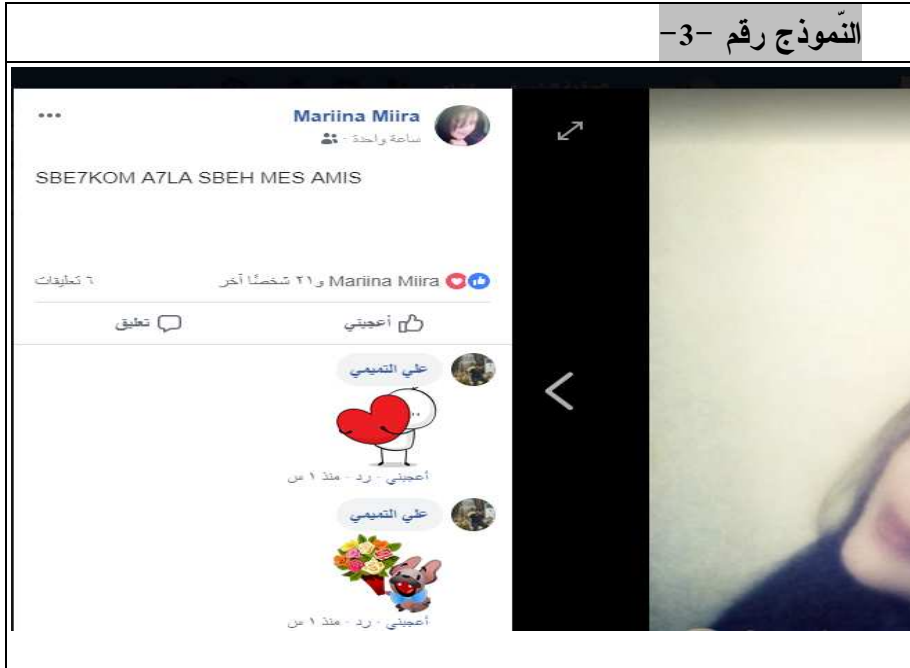 النّموذج رقم -3-
Mariina Miira
ساعة واحدة ·
SBE7KOM A7LA SBEH MES AMIS
Mariina Miira و٢١ شخصًا آخر
٦ تعليقات
أعجبني
تعليق
علي التميمي
أعجبني · رد · منذ ١ س
علي التميمي
أعجبني · رد · منذ ١ س